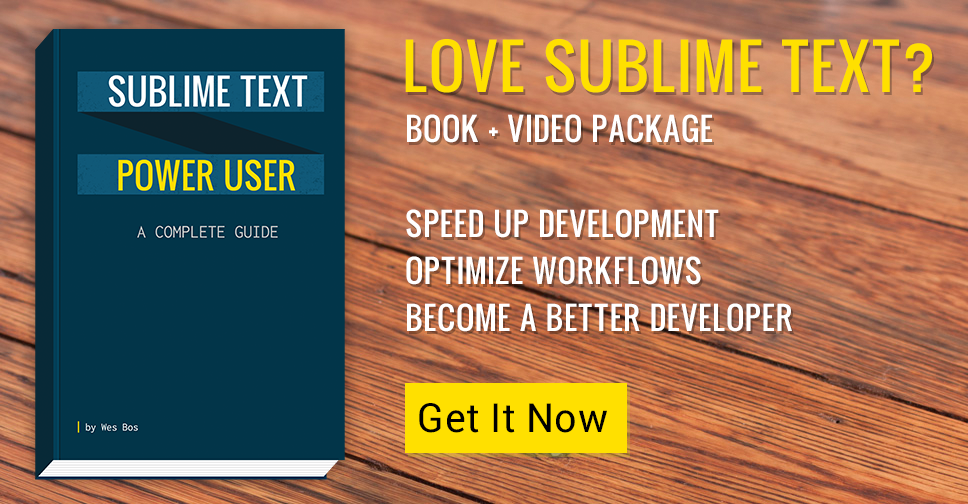 SUBLIME TEXT
POWER USER
A COMPLETE GUIDE
by Wes Bos
LOVE SUBLIME TEXT?
BOOK + VIDEO PACKAGE
SPEED UP DEVELOPMENT
OPTIMIZE WORKFLOWS
BECOME A BETTER DEVELOPER
Get It Now